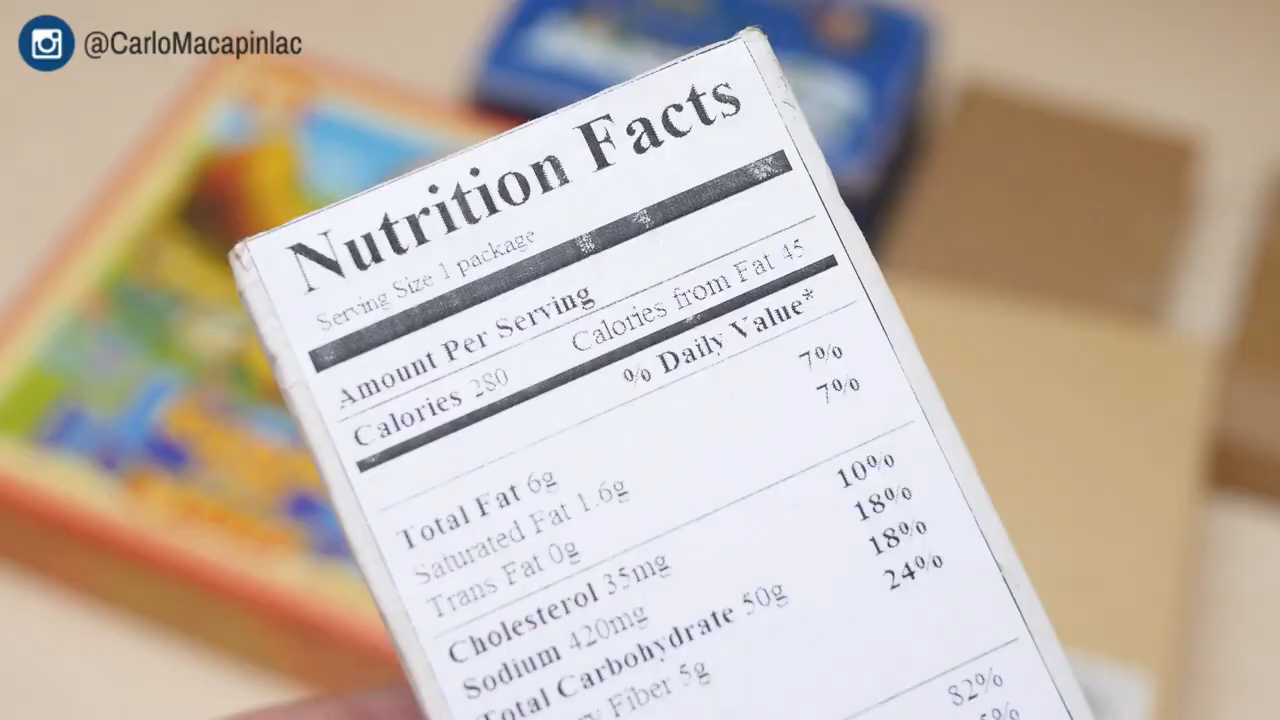 @CarloMacapinlac
Nutrition Facts
Serving Size 1 package
Amount Per Serving
Calories 280 Calories from Fat 45
% Daily Value*
Total Fat 6g 7%
Saturated Fat 1.6g 7%
Trans Fat 0g
Cholesterol 35mg 10%
Sodium 420mg 18%
Total Carbohydrate 50g 18%
Fiber 5g 24%
82%